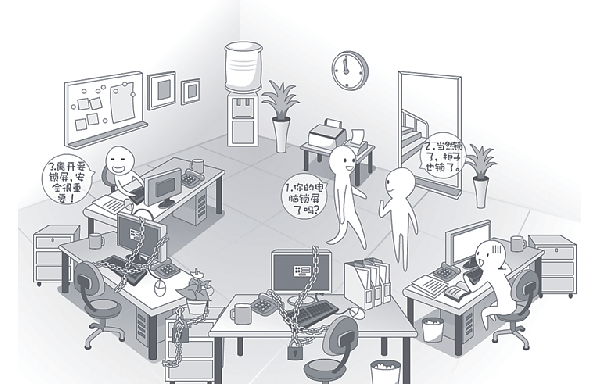 1.你的电
脑锁屏
了吗?
2.当然锁
了，柜子
也锁了。
3.离开要
锁屏,安
全很重
要！